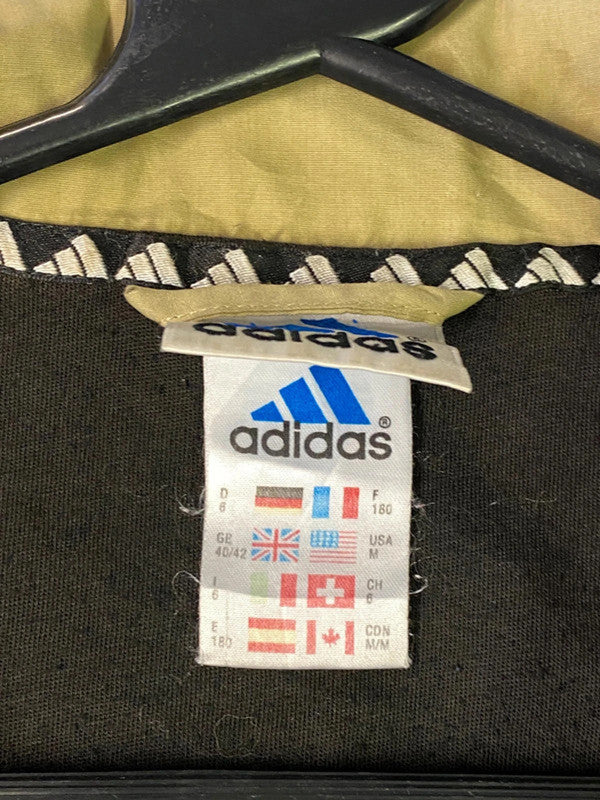 adidas®
adidas®
D
6
F
180
GB
40/42
USA
M
I
6
CH
6
E
180
CDN
M/M